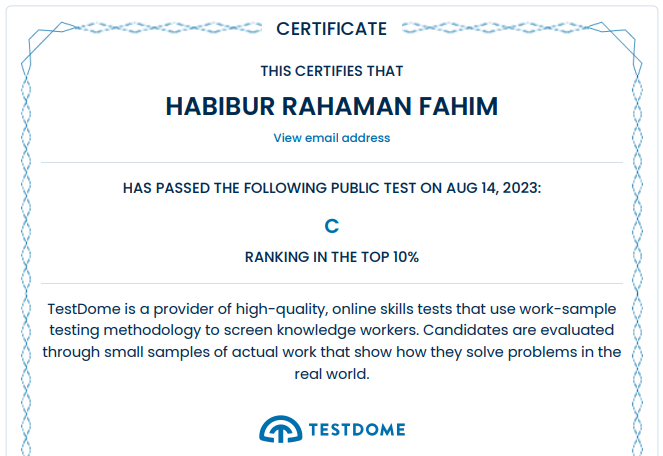 CERTIFICATE
THIS CERTIFIES THAT
HABIBUR RAHAMAN FAHIM
View email address
HAS PASSED THE FOLLOWING PUBLIC TEST ON AUG 14, 2023:
C
RANKING IN THE TOP 10%
TestDome is a provider of high-quality, online skills tests that use work-sample
testing methodology to screen knowledge workers. Candidates are evaluated
through small samples of actual work that show how they solve problems in the
real world.
TESTDOME